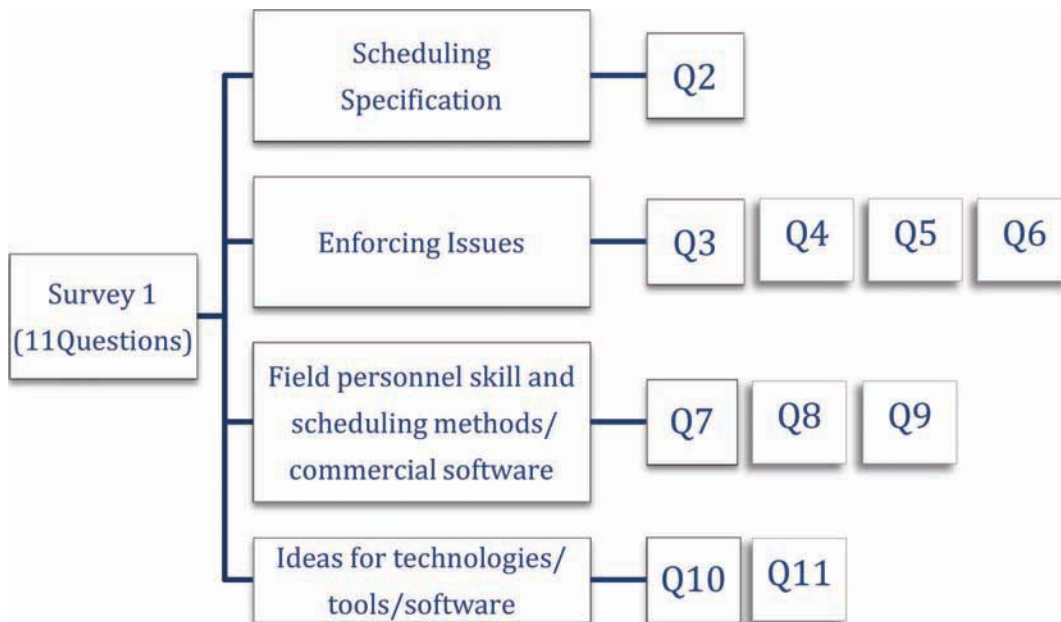 Scheduling
Specification
Q2
Enforcing Issues
Q3 Q4 Q5 Q6
Survey 1
(11Questions)
Field personnel skill and
scheduling methods/
commercial software
Q7 Q8 Q9
Ideas for technologies/
tools/software
Q10 Q11